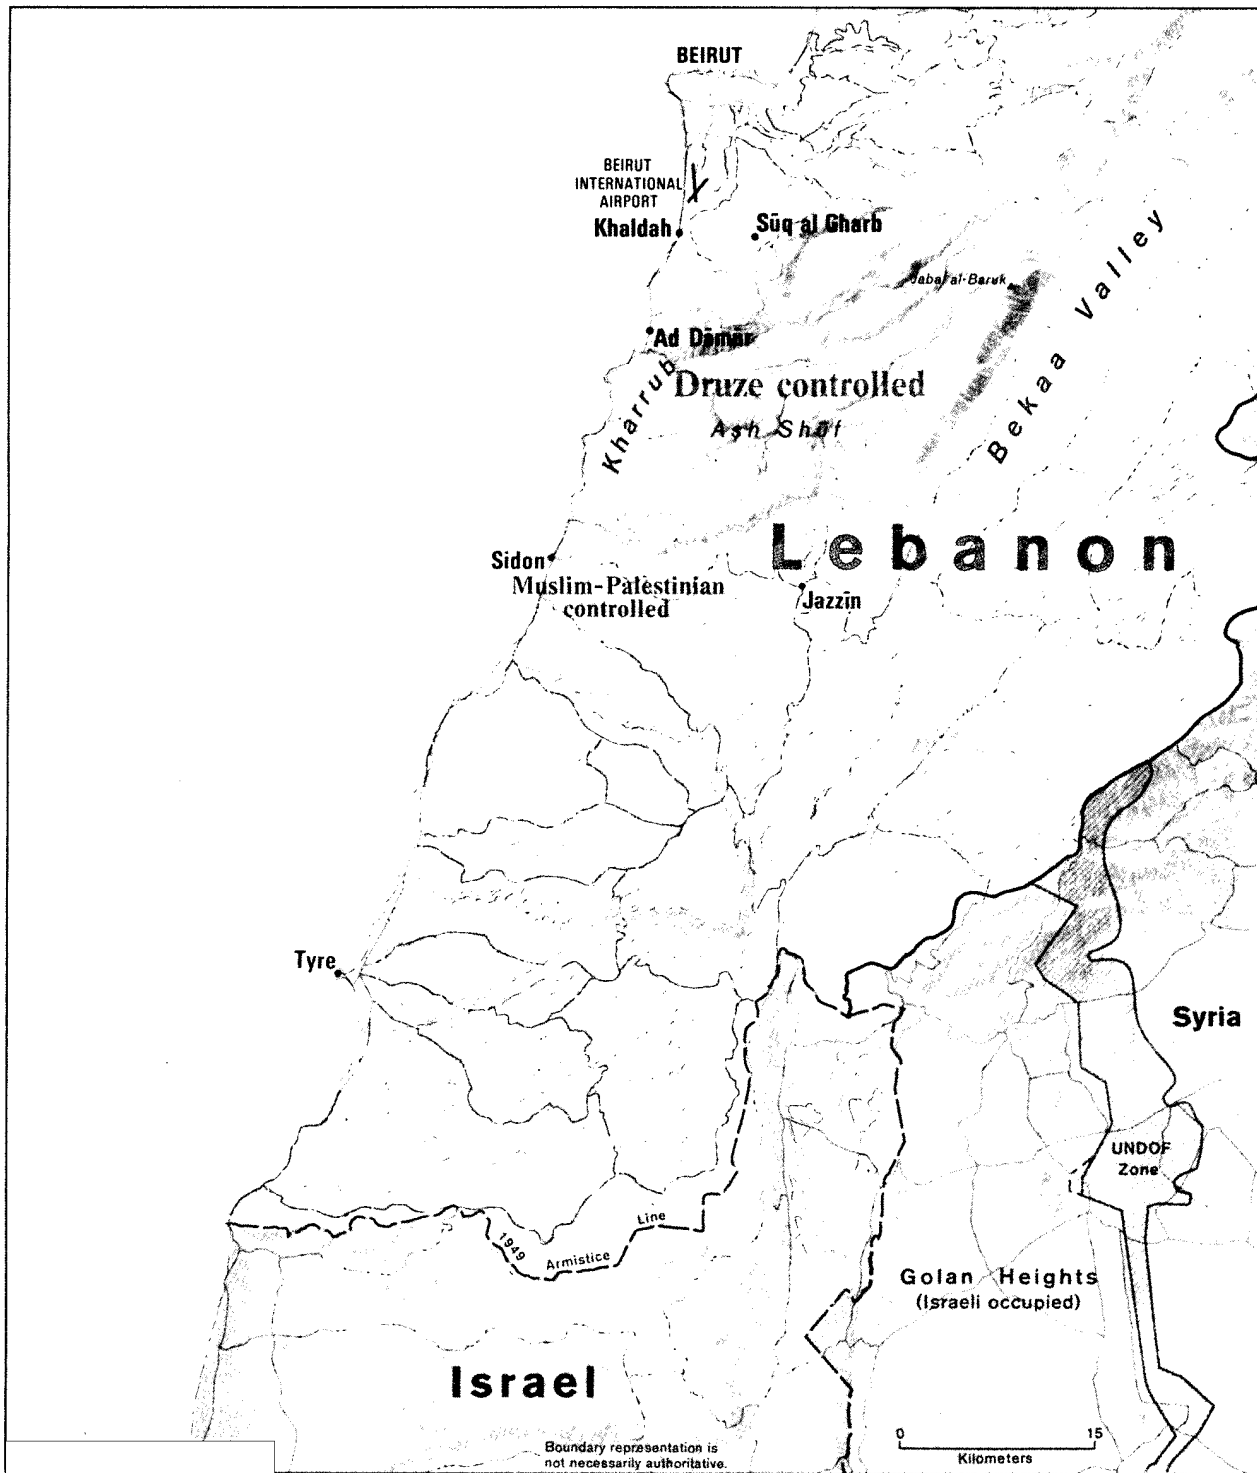 BEIRUT
BEIRUT
INTERNATIONAL
AIRPORT
Khaldah
Sūq al Gharb
Jabal al-Baruk
Bekaa Valley
Ad Dāmūr
Kharrub
Druze controlled
Ash Shūf
Lebanon
Sidon
Muslim-Palestinian
controlled
Jazzīn
Tyre
Syria
UNDOF
Zone
1949 Armistice Line
Golan Heights
(Israeli occupied)
Israel
0 15
Kilometers
Boundary representation is
not necessarily authoritative.